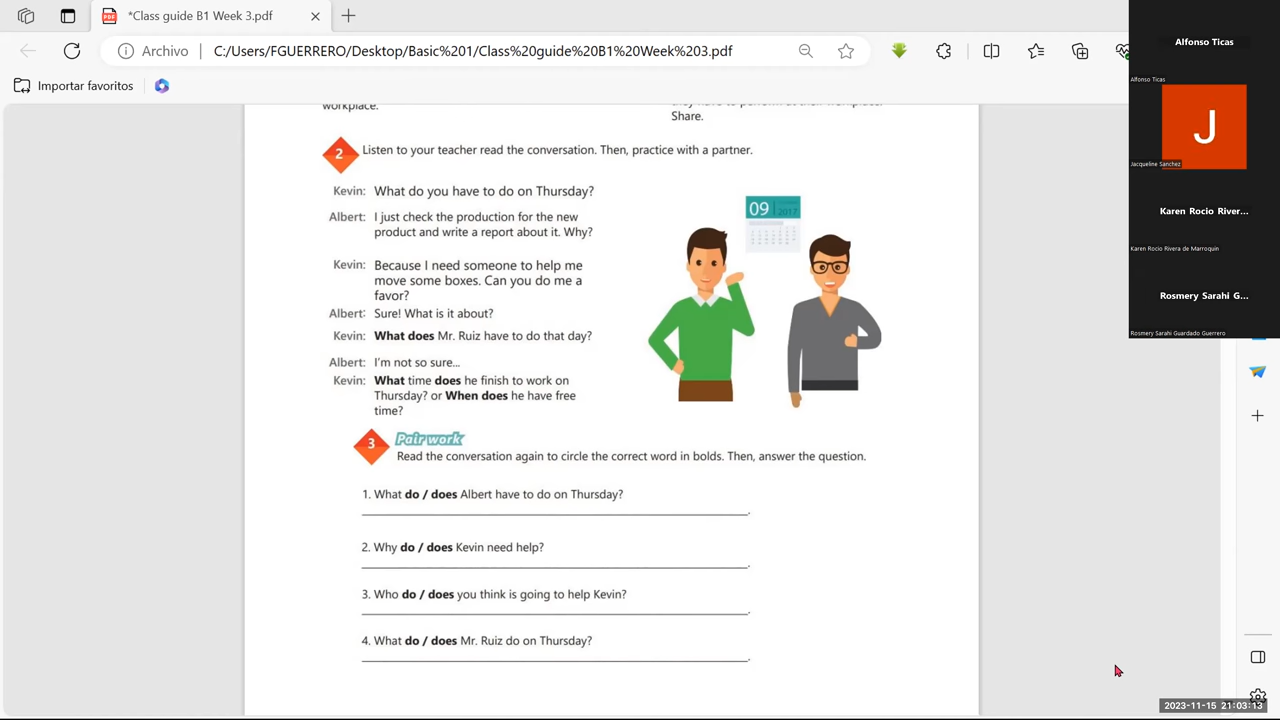 *Class guide B1 Week 3.pdf
Archivo
C:/Users/FGUERRERO/Desktop/Basic%201/Class%20guide%20B1%20Week%203.pdf
Importar favoritos
workplace.
they have to perform at their workplace.
Share.
2
Listen to your teacher read the conversation. Then, practice with a partner.
Kevin: What do you have to do on Thursday?
Albert: I just check the production for the new
product and write a report about it. Why?
Kevin: Because I need someone to help me
move some boxes. Can you do me a
favor?
Albert: Sure! What is it about?
Kevin: What does Mr. Ruiz have to do that day?
Albert: I'm not so sure...
Kevin: What time does he finish to work on
Thursday? or When does he have free
time?
09
2017
3
Pair work
Read the conversation again to circle the correct word in bolds. Then, answer the question.
1. What do / does Albert have to do on Thursday?
2. Why do / does Kevin need help?
3. Who do / does you think is going to help Kevin?
4. What do / does Mr. Ruiz do on Thursday?
Alfonso Ticas
Alfonso Ticas
J
Jacqueline Sanchez
Karen Rocio River...
Karen Rocio Rivera de Marroquin
Rosmery Sarahi G...
Rosmery Sarahi Guardado Guerrero
2023-11-15 21:03:13